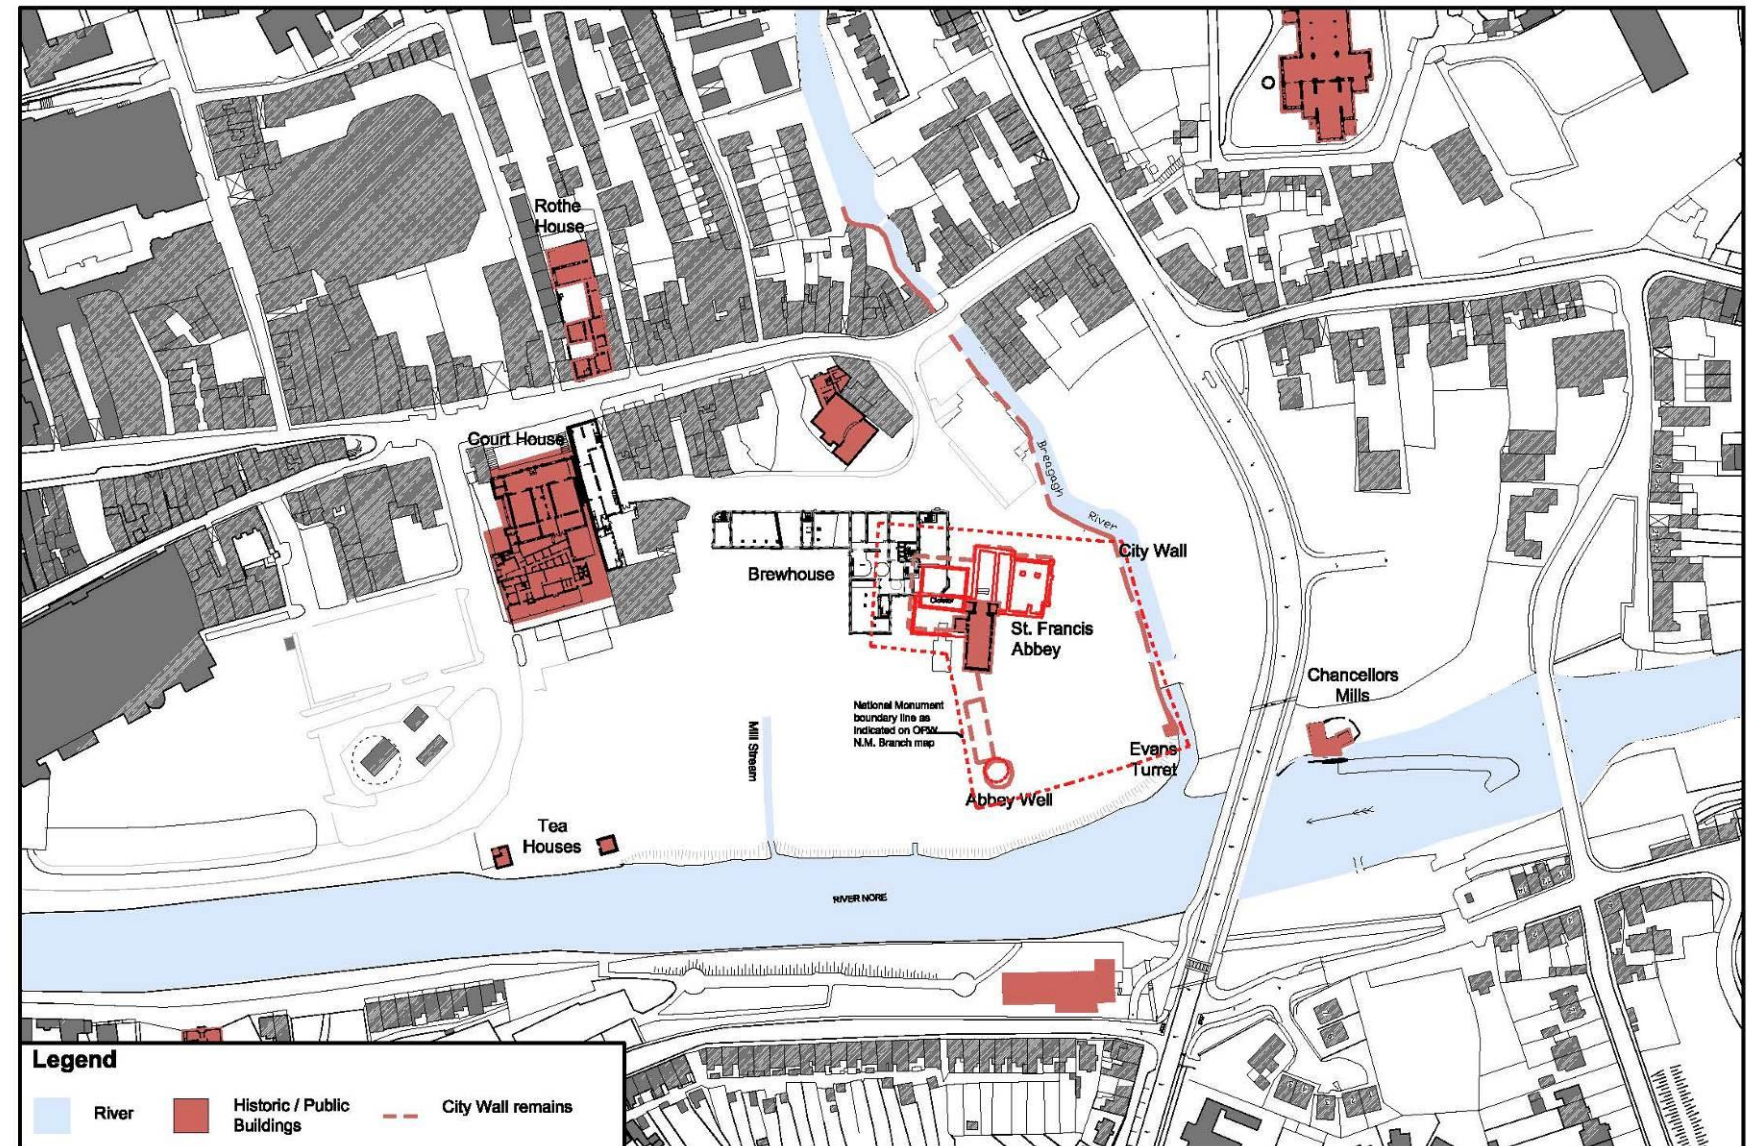 Rothe
House
Court House
Breagagh
River
City Wall
Brewhouse
Cloister
St. Francis
Abbey
Chancellors
Mills
National Monument
boundary line as
indicated on OPW
N.M. Branch map
Mill Stream
Evans
Turret
Abbey Well
Tea
Houses
RIVER NORE
Legend
River
Historic / Public
Buildings
City Wall remains